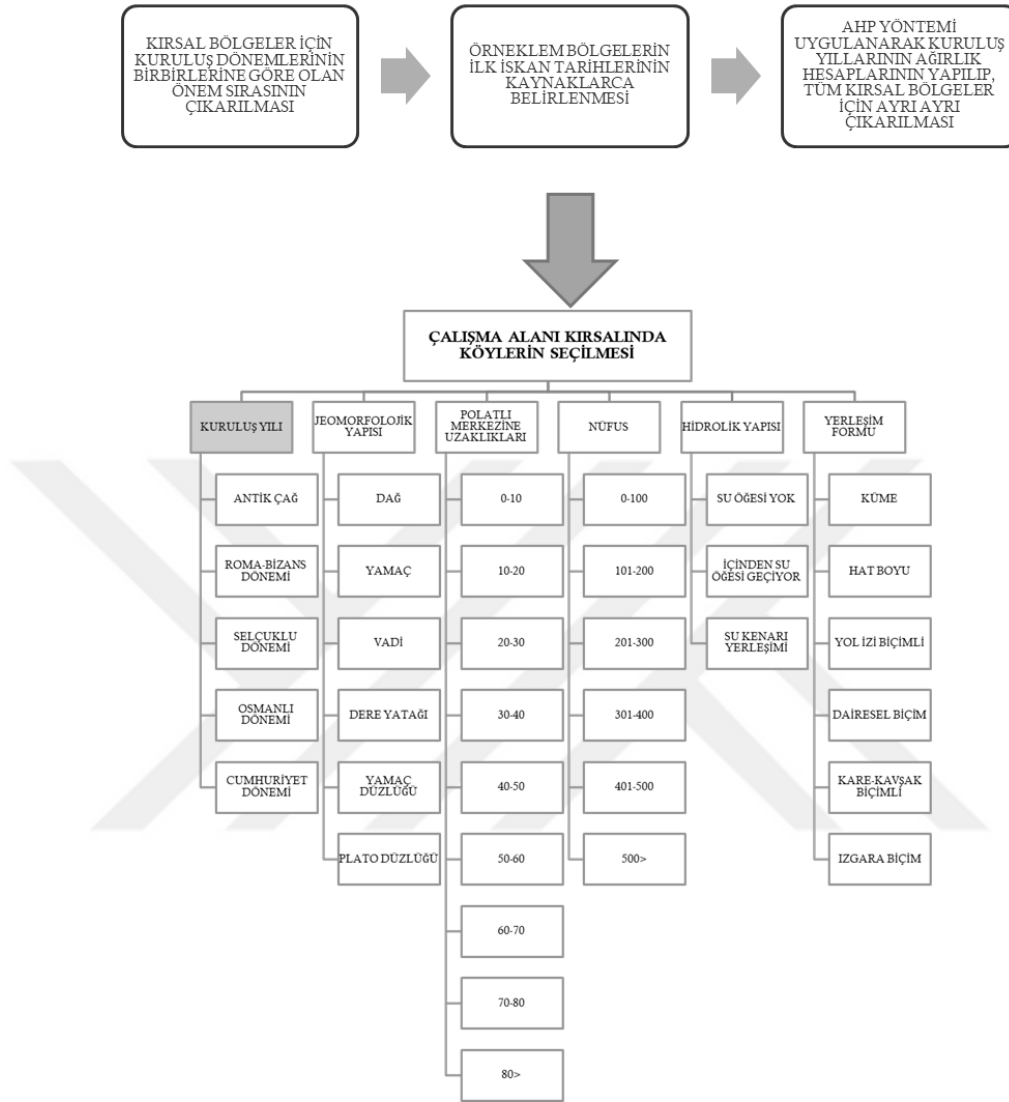 KIRSAL BÖLGELER İÇİN
KURULUŞ DÖNEMLERİNİN
BİRBİRLERİNE GÖRE OLAN
ÖNEM SIRASININ
ÇIKARILMASI
ÖRNEKLEM BÖLGELERİN
İLK İSKAN TARİHLERİNİN
KAYNAKLARCA
BELİRLENMESİ
AHP YÖNTEMİ
UYGULANARAK KURULUŞ
YILLARININ AĞIRLIK
HESAPLARININ YAPILIP,
TÜM KIRSAL BÖLGELER
İÇİN AYRI AYRI
ÇIKARILMASI
ÇALIŞMA ALANI KIRSALINDA
KÖYLERİN SEÇİLMESİ
KURULUŞ YILI
ANTİK ÇAĞ
ROMA-BİZANS
DÖNEMİ
SELÇUKLU
DÖNEMİ
OSMANLI
DÖNEMİ
CUMHURİYET
DÖNEMİ
JEOMORFOLOJİK
YAPISI
DAĞ
YAMAÇ
VADİ
DERE YATAĞI
YAMAÇ
DÜZLÜĞÜ
PLATO DÜZLÜĞÜ
POLATLI
MERKEZİNE
UZAKLIKLARI
0-10
10-20
20-30
30-40
40-50
50-60
60-70
70-80
80>
NÜFUS
0-100
101-200
201-300
301-400
401-500
500>
HİDROLİK YAPISI
SU ÖĞESİ YOK
İÇİNDEN SU
ÖĞESİ GEÇİYOR
SU KENARI
YERLEŞİMİ
YERLEŞİM
FORMU
KÜME
HAT BOYU
YOL İZİ BİÇİMLİ
DAİRESEL BİÇİM
KARE-KAVŞAK
BİÇİMLİ
IZGARA BİÇİM